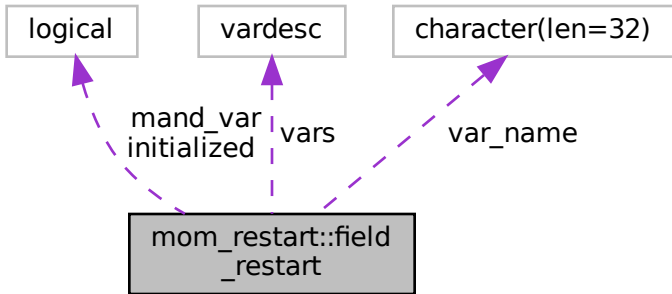 logical
vardesc
character(len=32)
mand_var
initialized
vars
var_name
mom_restart::field
_restart